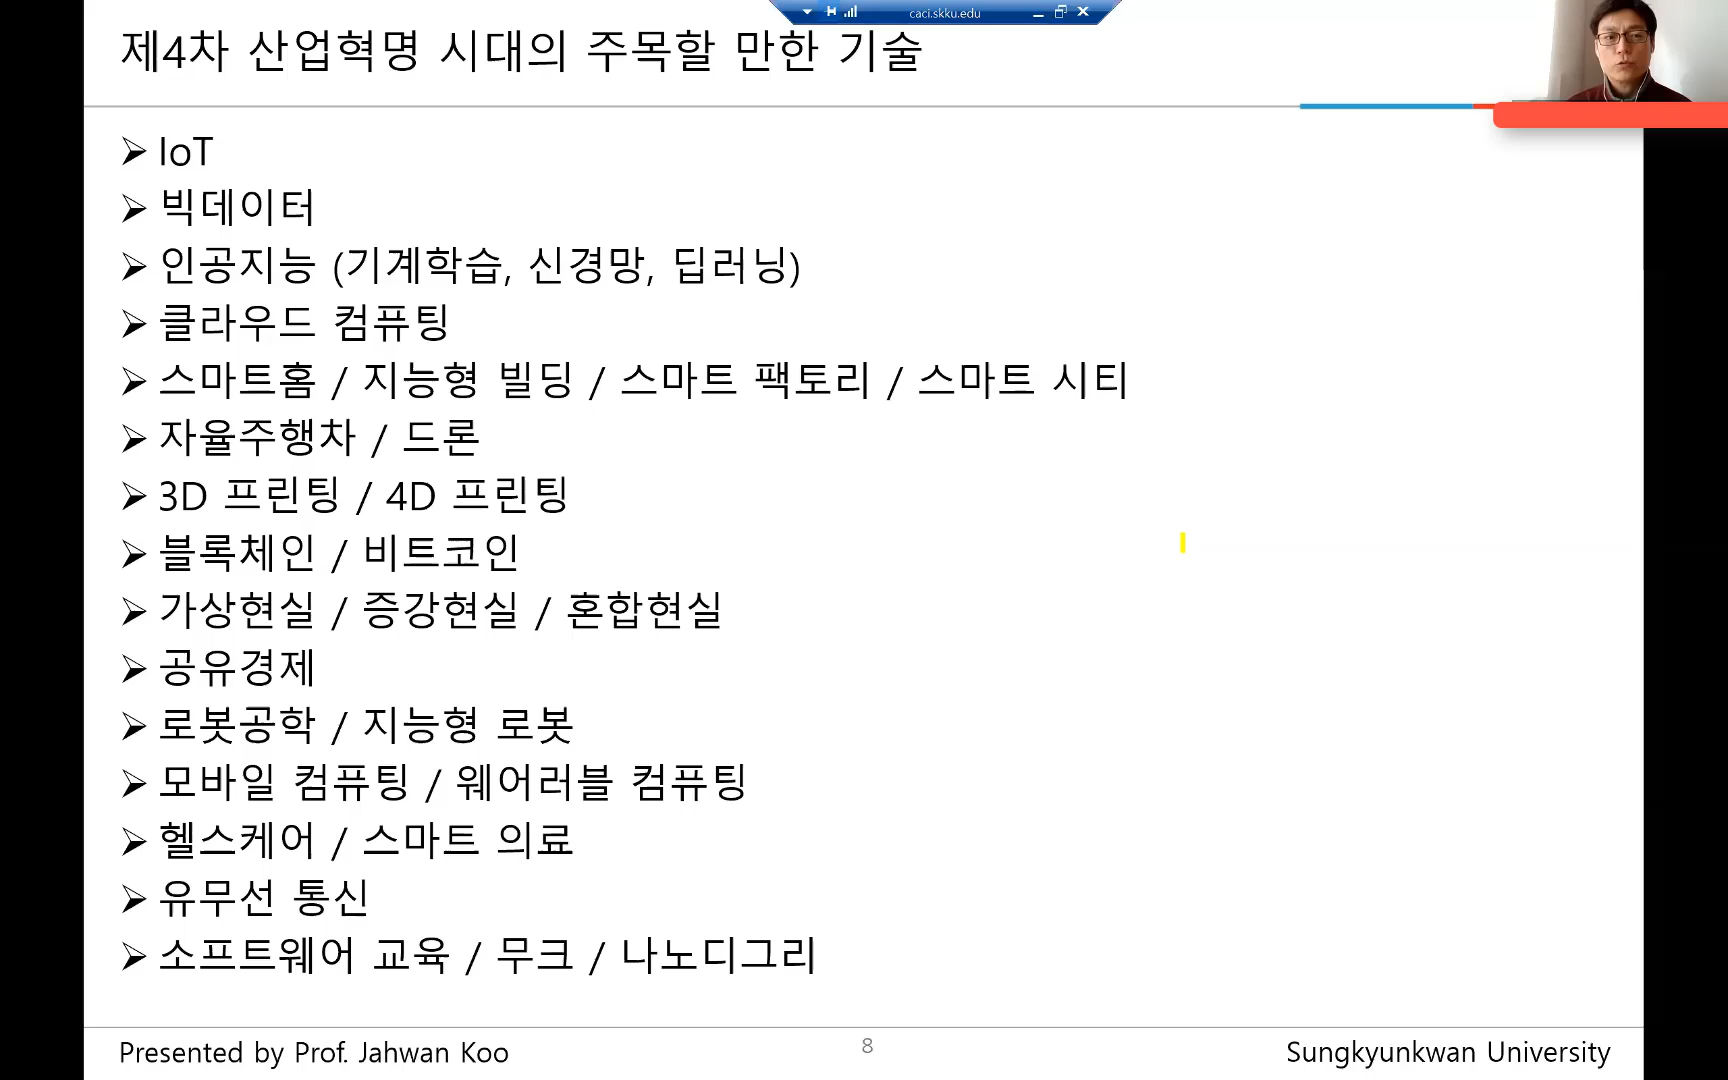 caci.skku.edu
제4차 산업혁명 시대의 주목할 만한 기술
➢ IoT
➢ 빅데이터
➢ 인공지능 (기계학습, 신경망, 딥러닝)
➢ 클라우드 컴퓨팅
➢ 스마트홈 / 지능형 빌딩 / 스마트 팩토리 / 스마트 시티
➢ 자율주행차 / 드론
➢ 3D 프린팅 / 4D 프린팅
➢ 블록체인 / 비트코인
➢ 가상현실 / 증강현실 / 혼합현실
➢ 공유경제
➢ 로봇공학 / 지능형 로봇
➢ 모바일 컴퓨팅 / 웨어러블 컴퓨팅
➢ 헬스케어 / 스마트 의료
➢ 유무선 통신
➢ 소프트웨어 교육 / 무크 / 나노디그리
Presented by Prof. Jahwan Koo
8
Sungkyunkwan University